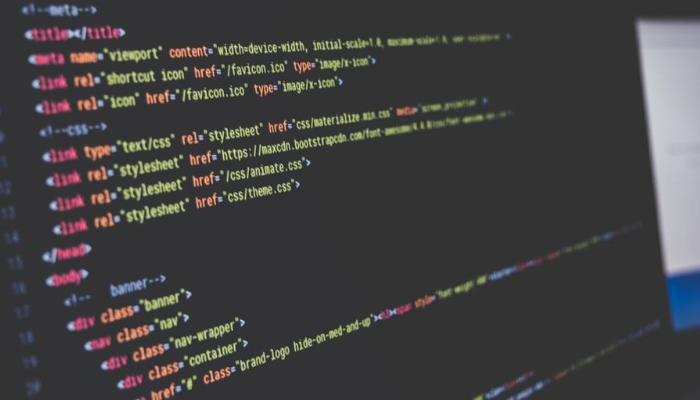 <!--meta-->
<title></title>
<meta name="viewport" content="width=device-width, initial-scale=1.0, maximum-scale=1.0,
<link rel="shortcut icon" href="/favicon.ico" type="image/x-icon">
<link rel="icon" href="/favicon.ico" type="image/x-icon">
<!--css-->
<link type="text/css" rel="stylesheet" href="css/materialize.min.css" media="screen,projection"
<link rel="stylesheet" href="https://maxcdn.bootstrapcdn.com/font-awesome/4.4.0/css/font-awesome
<link rel="stylesheet" href="/css/animate.css">
<link rel="stylesheet" href="css/theme.css">
13
14
15 </head>
16 <body>
17 <!-- banner-->
18 <div class="banner">
19 <nav class="nav">
20 <div class="nav-wrapper">
<div class="container">
href="#" class="brand-logo hide-on-med-and-up"><b><span style="font-weight